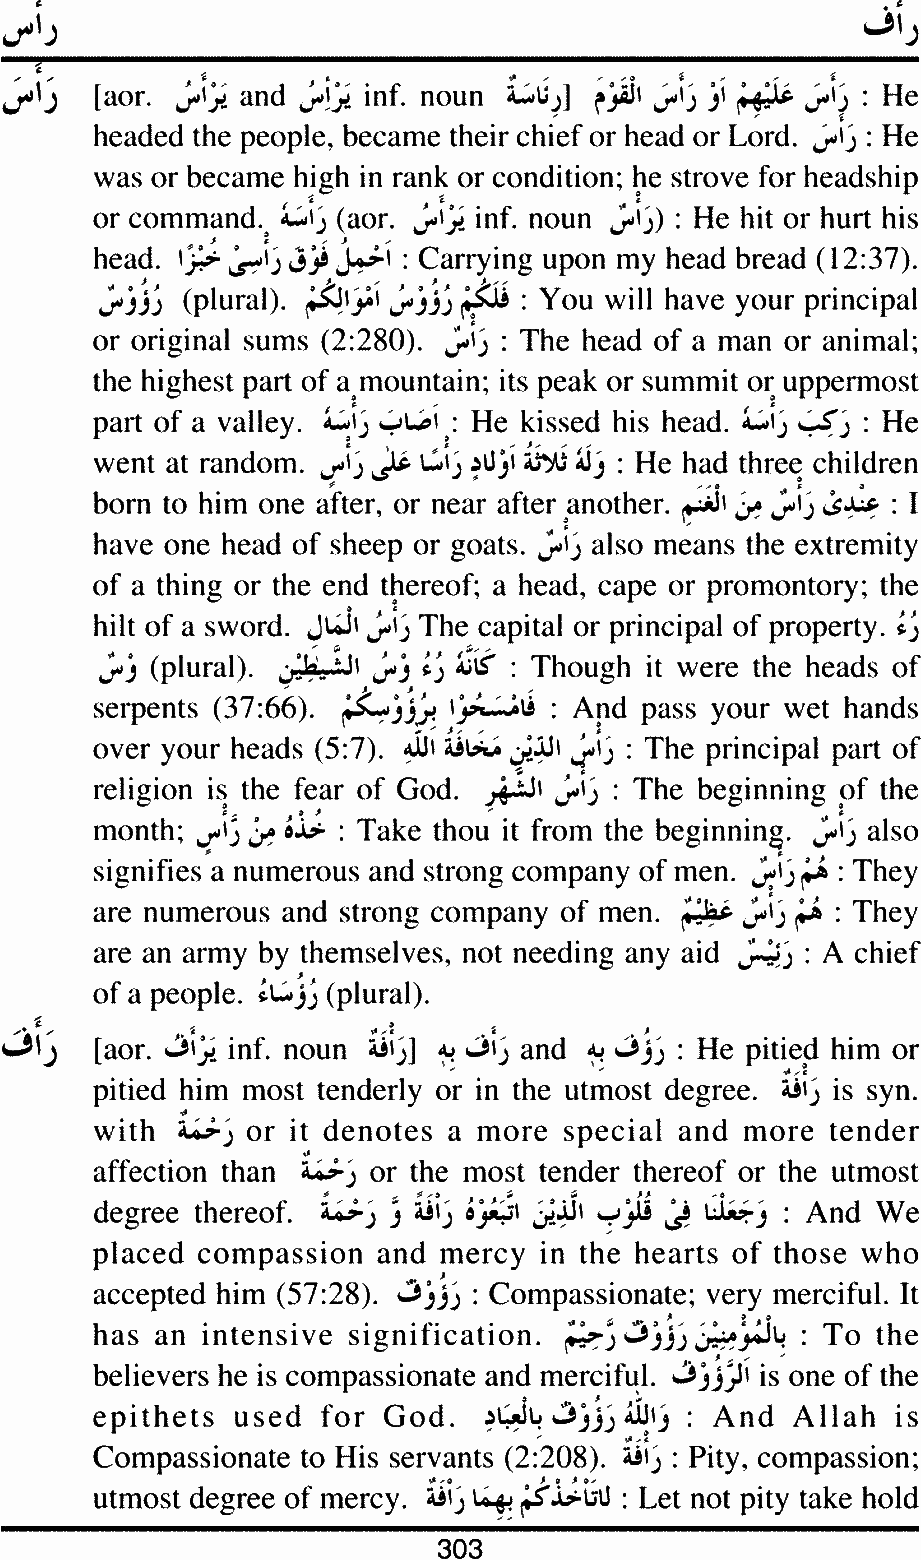 رأس رأف
رَأَسَ [aor. يَرْأَسُ and يَرْئِسُ inf. noun رِئَاسَةٌ] رَأَسَ عَلَيْهِمْ اَوْ رَأَسَ الْقَوْمَ : He
headed the people, became their chief or head or Lord. رَأَسَ : He
was or became high in rank or condition; he strove for headship
or command. رَأَسَهُ (aor. يَرْأَسُ inf. noun رَأْسٌ) : He hit or hurt his
head. اَحْمِلُ فَوْقَ رَأْسِىْ خُبْزًا : Carrying upon my head bread (12:37).
رُؤُوْسٌ (plural). فَلَكُمْ رُؤُوْسُ اَمْوَالِكُمْ : You will have your principal
or original sums (2:280). رَأْسٌ : The head of a man or animal;
the highest part of a mountain; its peak or summit or uppermost
part of a valley. اَصَابَ رَأْسَهُ : He kissed his head. رَكِبَ رَأْسَهُ : He
went at random. وَلَهُ ثَلَاثَةُ اَوْلَادٍ رَأْسًا عَلٰى رَأْسٍ : He had three children
born to him one after, or near after another. عِنْدِىْ رَأْسٌ مِنَ الْغَنَمِ : I
have one head of sheep or goats. رَأْسٌ also means the extremity
of a thing or the end thereof; a head, cape or promontory; the
hilt of a sword. رَأْسُ الْمَالِ The capital or principal of property. رُءُ
وْسٌ (plural). كَاَنَّهُ رُءُ وْسُ الشَّيٰطِيْنِ : Though it were the heads of
serpents (37:66). فَامْسَحُوْا بِرُؤُوْسِكُمْ : And pass your wet hands
over your heads (5:7). رَأْسُ الدِّيْنِ مَخَافَةُ اللّٰهِ : The principal part of
religion is the fear of God. رَأْسُ الشَّهْرِ : The beginning of the
month; خُذْهُ مِنْ رَّأْسٍ : Take thou it from the beginning. رَأْسٌ also
signifies a numerous and strong company of men. هُمْ رَأْسٌ : They
are numerous and strong company of men. هُمْ رَأْسٌ عَظِيْمٌ : They
are an army by themselves, not needing any aid رَئِيْسٌ : A chief
of a people. رُؤَسَاءُ (plural).
رَأَفَ [aor. يَرْأَفُ inf. noun رَأْفَةٌ] رَأَفَ بِهِ and رَؤُفَ بِهِ : He pitied him or
pitied him most tenderly or in the utmost degree. رَأْفَةٌ is syn.
with رَحْمَةٌ or it denotes a more special and more tender
affection than رَحْمَةٌ or the most tender thereof or the utmost
degree thereof. وَجَعَلْنَا فِىْ قُلُوْبِ الَّذِيْنَ اتَّبَعُوْهُ رَاْفَةً وَّ رَحْمَةً : And We
placed compassion and mercy in the hearts of those who
accepted him (57:28). رَؤُوْفٌ : Compassionate; very merciful. It
has an intensive signification. بِالْمُؤْمِنِيْنَ رَؤُوْفٌ رَّحِيْمٌ : To the
believers he is compassionate and merciful. اَلرَّؤُوْفُ is one of the
epithets used for God. وَاللّٰهُ رَؤُوْفٌ بِالْعِبَادِ : And Allah is
Compassionate to His servants (2:208). رَأْفَةٌ : Pity, compassion;
utmost degree of mercy. لَاتَاْخُذْكُمْ بِهِمَا رَاْفَةٌ : Let not pity take hold
303